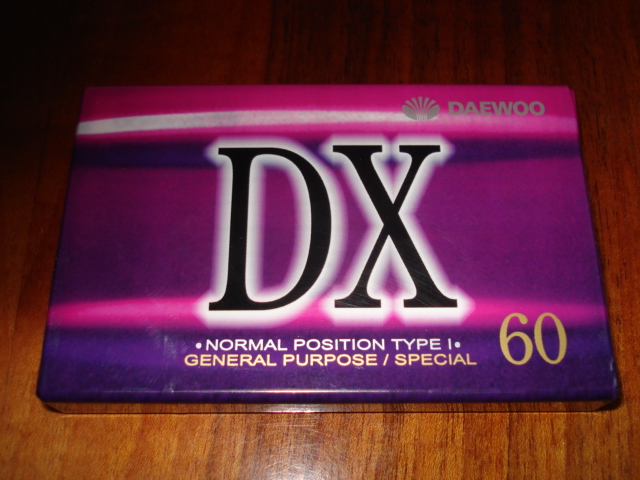 DAEWOO
DX
•NORMAL POSITION TYPE I•
GENERAL PURPOSE / SPECIAL
60